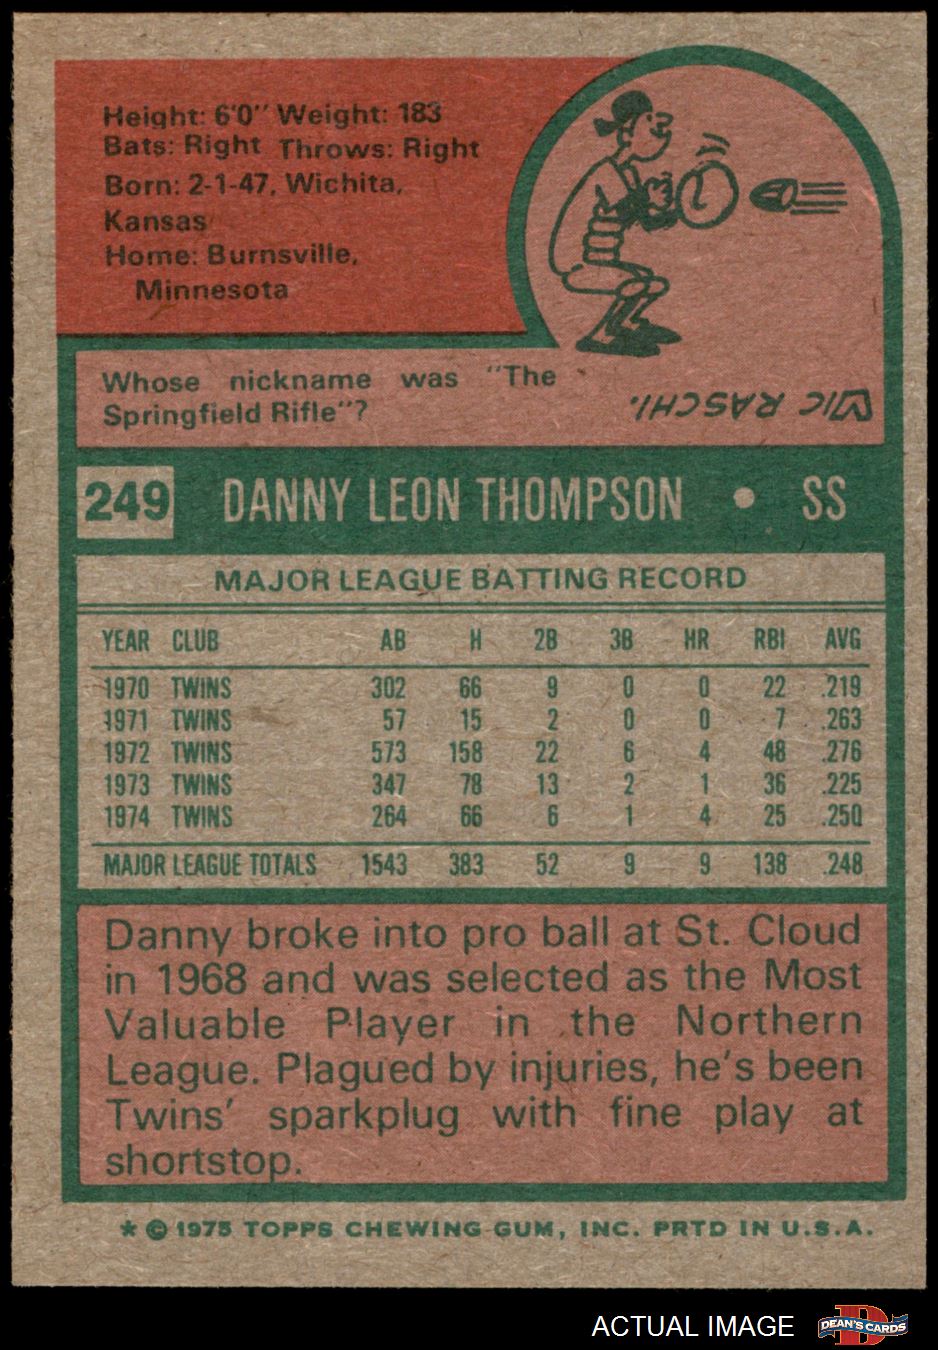 Height: 6'0" Weight: 183
Bats: Right Throws: Right
Born: 2-1-47, Wichita,
Kansas
Home: Burnsville,
Minnesota
Whose nickname was "The
Springfield Rifle"?
VIC RASCHI.
249 DANNY LEON THOMPSON • SS
MAJOR LEAGUE BATTING RECORD
YEAR CLUB AB H 2B 3B HR RBI AVG
1970 TWINS 302 66 9 0 0 22 .219
1971 TWINS 57 15 2 0 0 7 .263
1972 TWINS 573 158 22 6 4 48 .276
1973 TWINS 347 78 13 2 1 36 .225
1974 TWINS 264 66 6 1 4 25 .250
MAJOR LEAGUE TOTALS 1543 383 52 9 9 138 .248
Danny broke into pro ball at St. Cloud
in 1968 and was selected as the Most
Valuable Player in the Northern
League. Plagued by injuries, he's been
Twins' sparkplug with fine play at
shortstop.
* © 1975 TOPPS CHEWING GUM, INC. PRTD IN U.S.A.
ACTUAL IMAGE DEAN'S CARDS